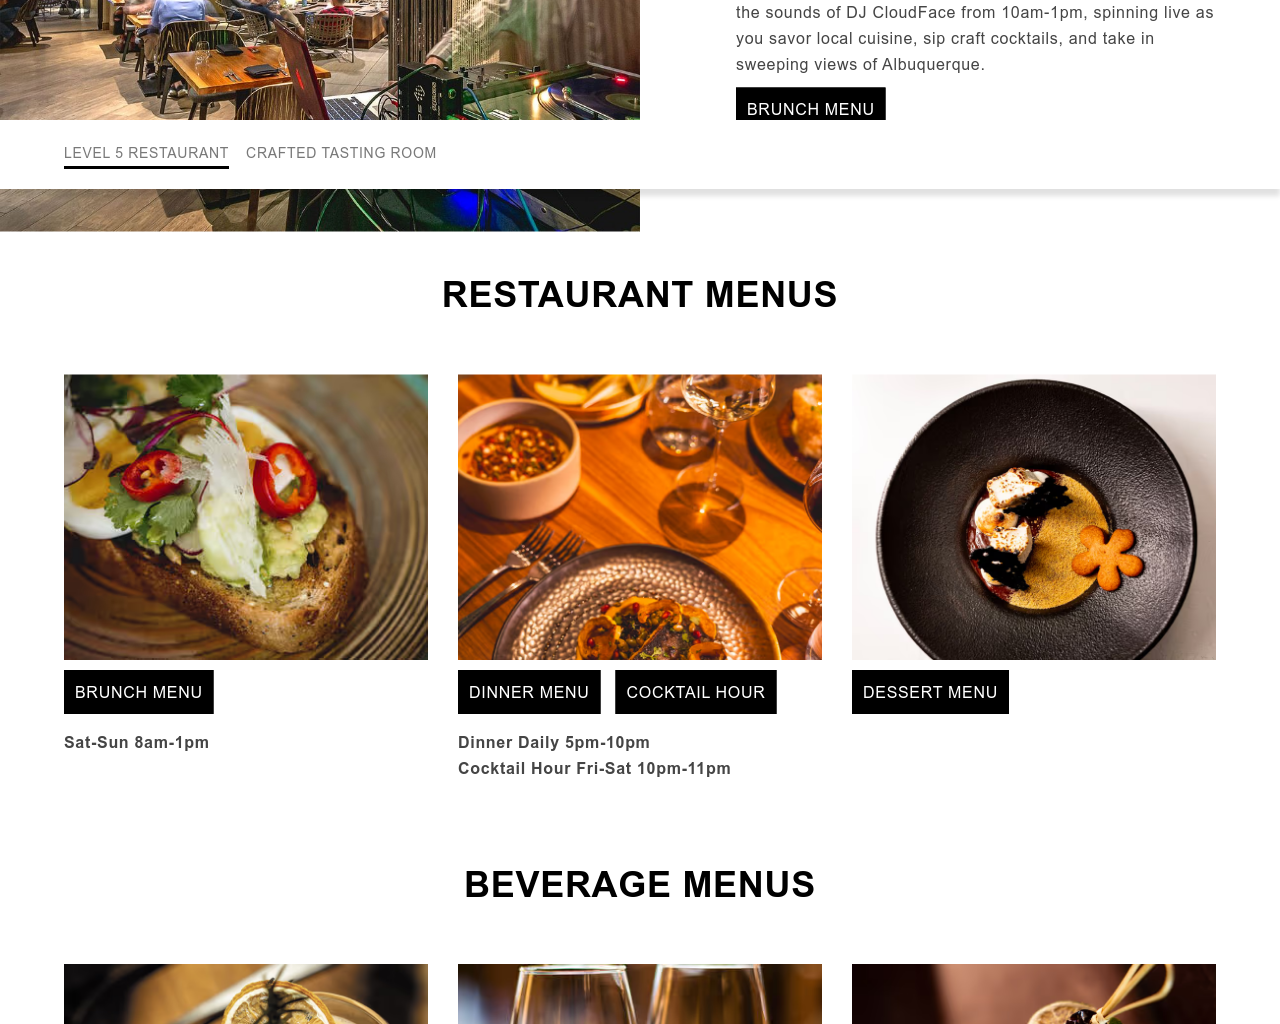 the sounds of DJ CloudFace from 10am-1pm, spinning live as
you savor local cuisine, sip craft cocktails, and take in
sweeping views of Albuquerque.
BRUNCH MENU
LEVEL 5 RESTAURANT CRAFTED TASTING ROOM
RESTAURANT MENUS
BRUNCH MENU
DINNER MENU COCKTAIL HOUR
DESSERT MENU
Sat-Sun 8am-1pm
Dinner Daily 5pm-10pm
Cocktail Hour Fri-Sat 10pm-11pm
BEVERAGE MENUS